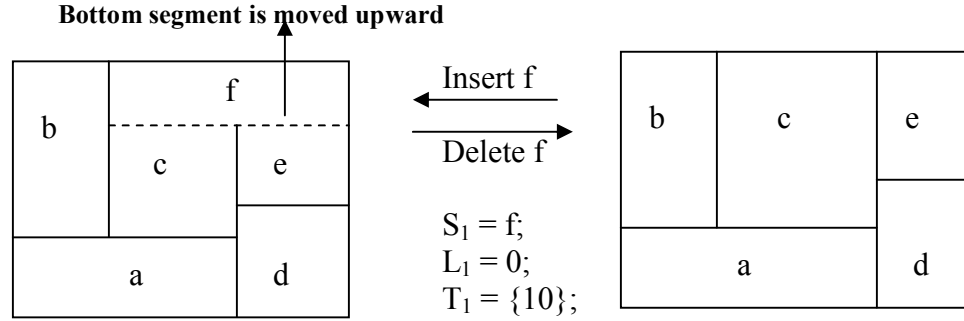 Bottom segment is moved upward
f
b
c
e
a
d
Insert f
Delete f
S₁ = f;
L₁ = 0;
T₁ = {10};
b
c
e
a
d